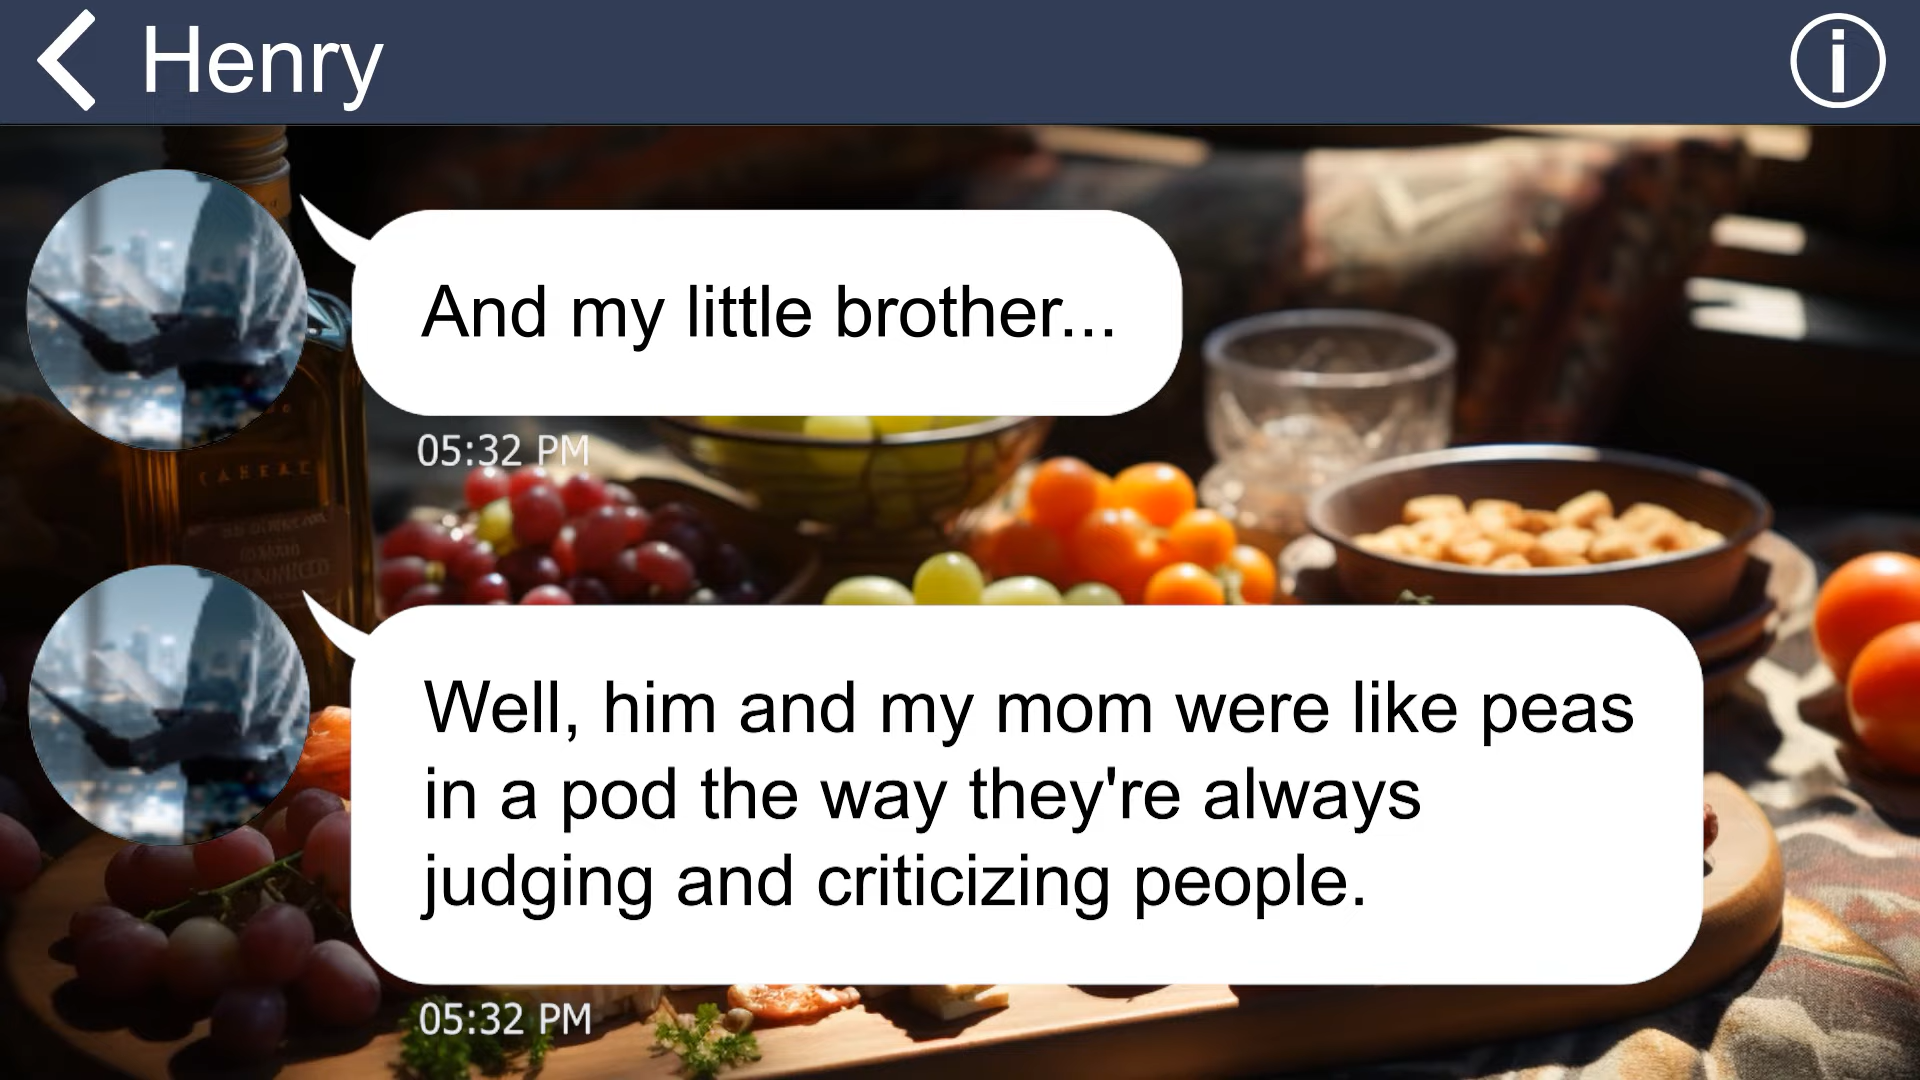 Henry
And my little brother...
05:32 PM
Well, him and my mom were like peas
in a pod the way they're always
judging and criticizing people.
05:32 PM